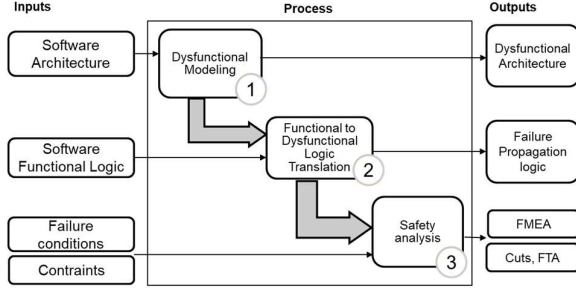 Inputs
Process
Outputs
Software
Architecture
Dysfunctional
Modeling
1
Dysfunctional
Architecture
Software
Functional Logic
Functional to
Dysfunctional
Logic
Translation
2
Failure
Propagation
logic
Failure
conditions
Contraints
Safety
analysis
3
FMEA
Cuts, FTA